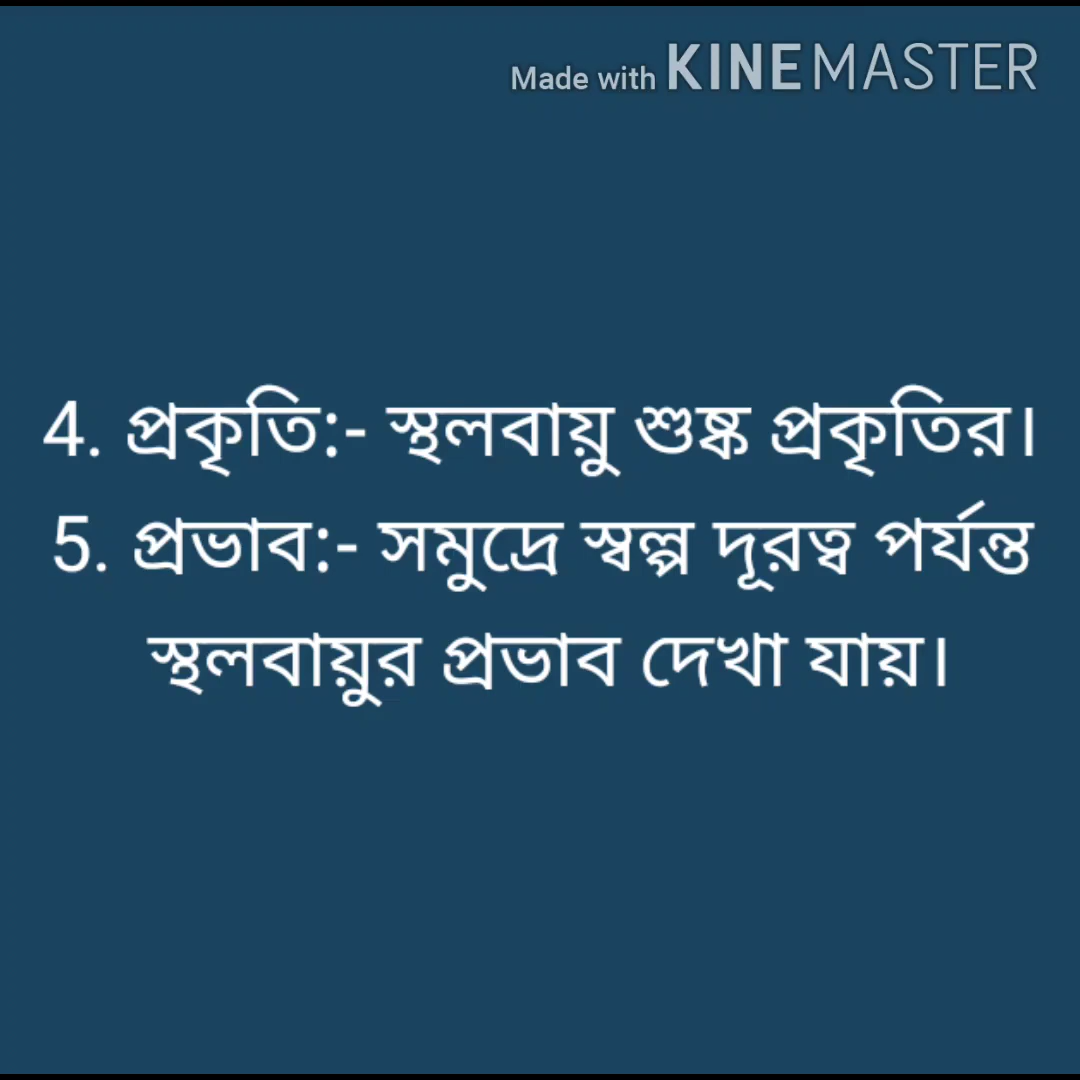 Made with KINEMASTER
4. প্রকৃতি:- স্থলবায়ু শুষ্ক প্রকৃতির।
5. প্রভাব:- সমুদ্রে স্বল্প দূরত্ব পর্যন্ত
স্থলবায়ুর প্রভাব দেখা যায়।